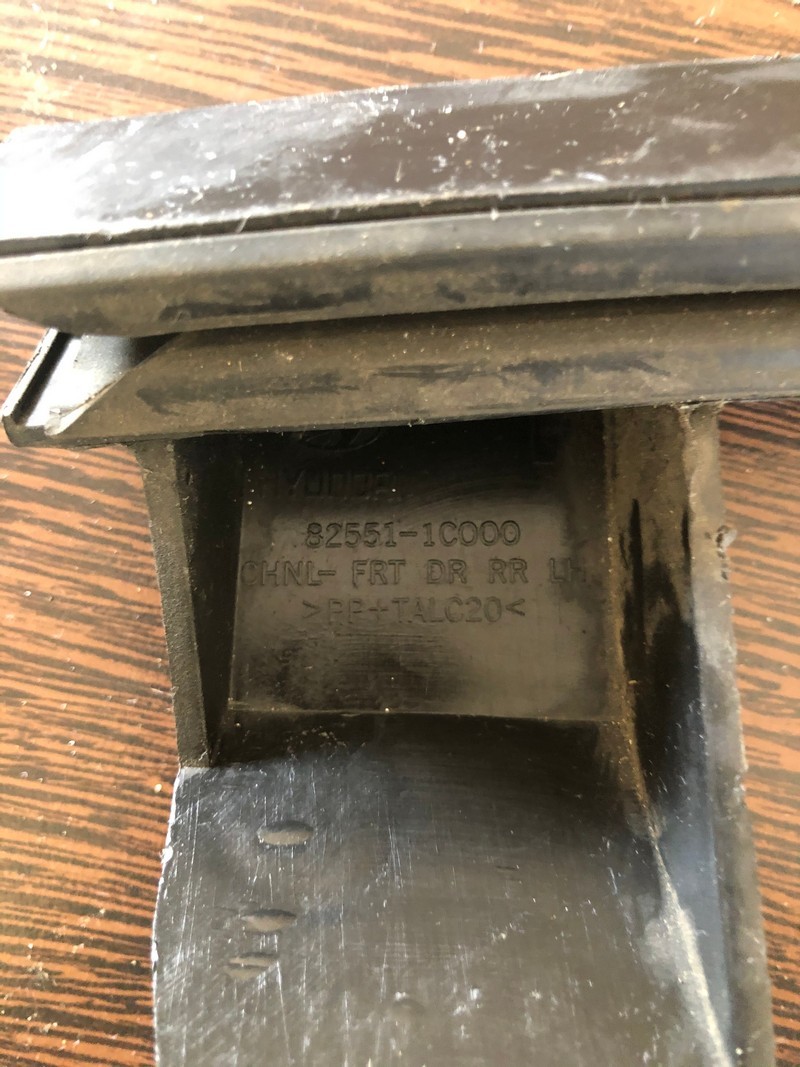 82551-1C000
CHNL- FRT DR RR LH
>PP+TALC20<